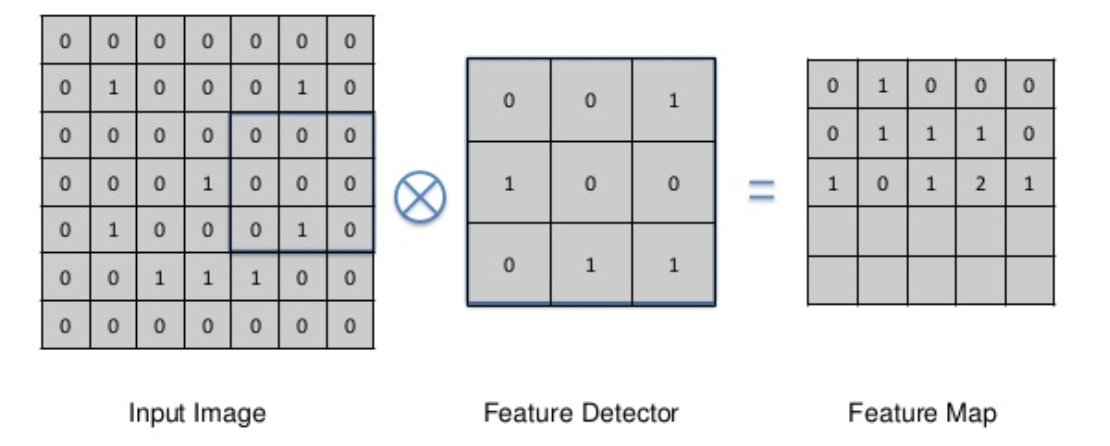 0 0 0 0 0 0 0
0 1 0 0 0 1 0
0 0 0 0 0 0 0
0 0 0 1 0 0 0
0 1 0 0 0 1 0
0 0 1 1 1 0 0
0 0 0 0 0 0 0
Input Image
0 0 1
1 0 0
0 1 1
Feature Detector
=
0 1 0 0 0
0 1 1 1 0
1 0 1 2 1
Feature Map